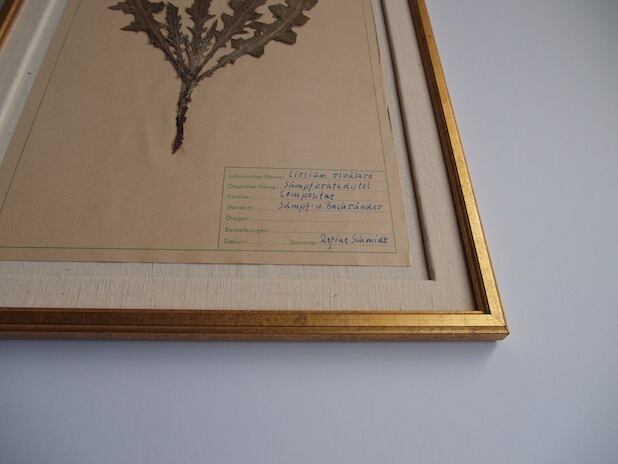 Lateinischer Name: Cirsium rivulare
Deutscher Name: Sumpfkratzdistel
Familie: Compositae
Standort: Sumpf- u. Bachränder
Drogen:
Bemerkungen:
Datum: Sammler: Regine Schmidt